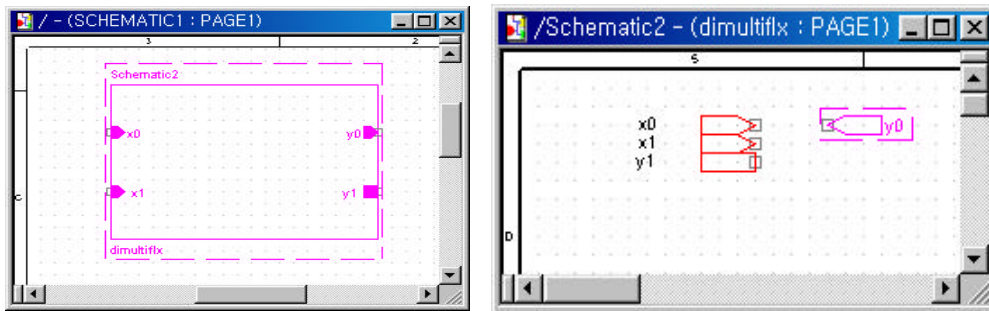 / - (SCHEMATIC1 : PAGE1)
3
2
Schematic2
x0
y0
x1
y1
C
dimultiflx
/Schematic2 - (dimultiflx : PAGE1)
5
x0
x1
y1
y0
D